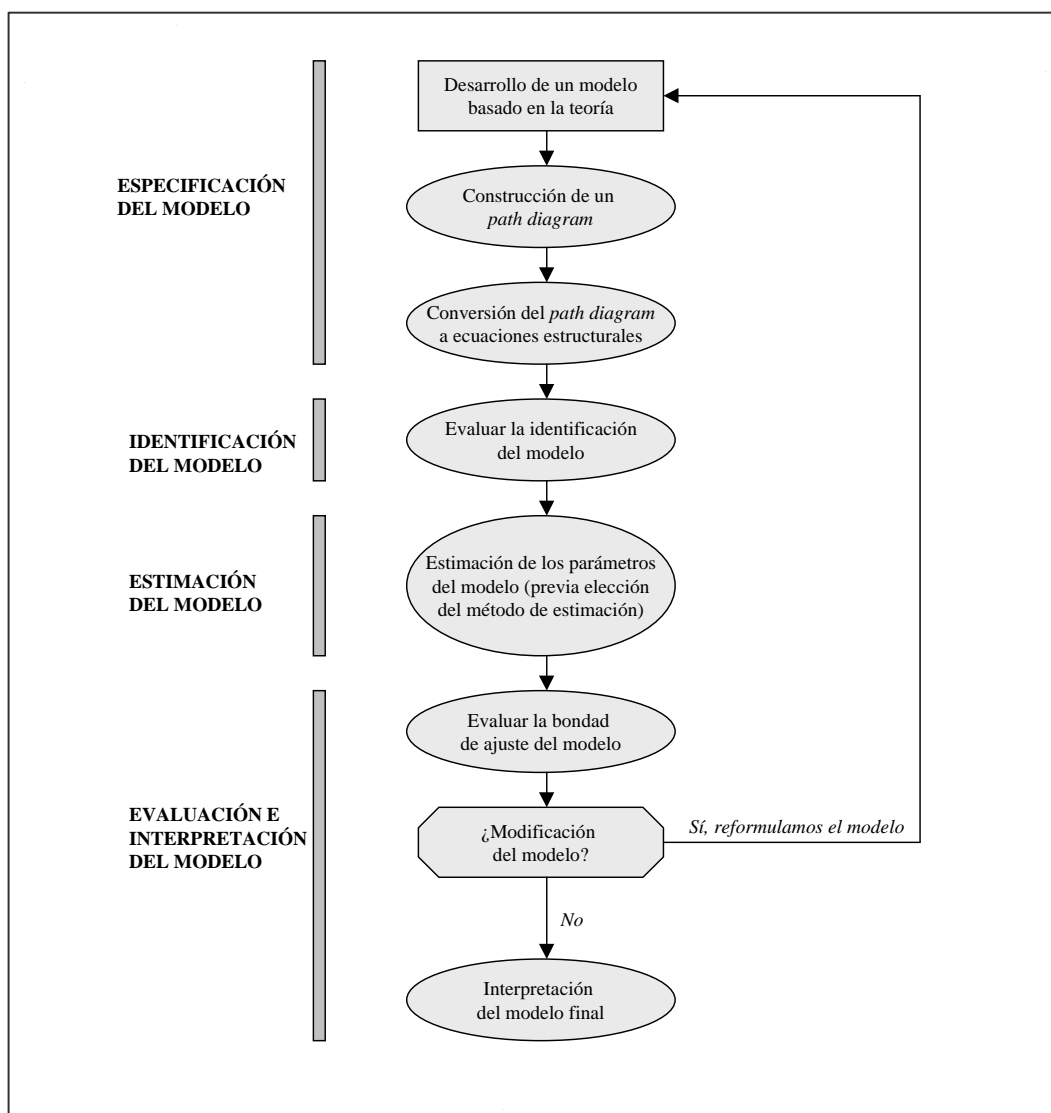 Desarrollo de un modelo
basado en la teoría
ESPECIFICACIÓN
DEL MODELO
Construcción de un
path diagram
Conversión del path diagram
a ecuaciones estructurales
IDENTIFICACIÓN
DEL MODELO
Evaluar la identificación
del modelo
ESTIMACIÓN
DEL MODELO
Estimación de los parámetros
del modelo (previa elección
del método de estimación)
Evaluar la bondad
de ajuste del modelo
EVALUACIÓN E
INTERPRETACIÓN
DEL MODELO
¿Modificación
del modelo?
Sí, reformulamos el modelo
No
Interpretación
del modelo final